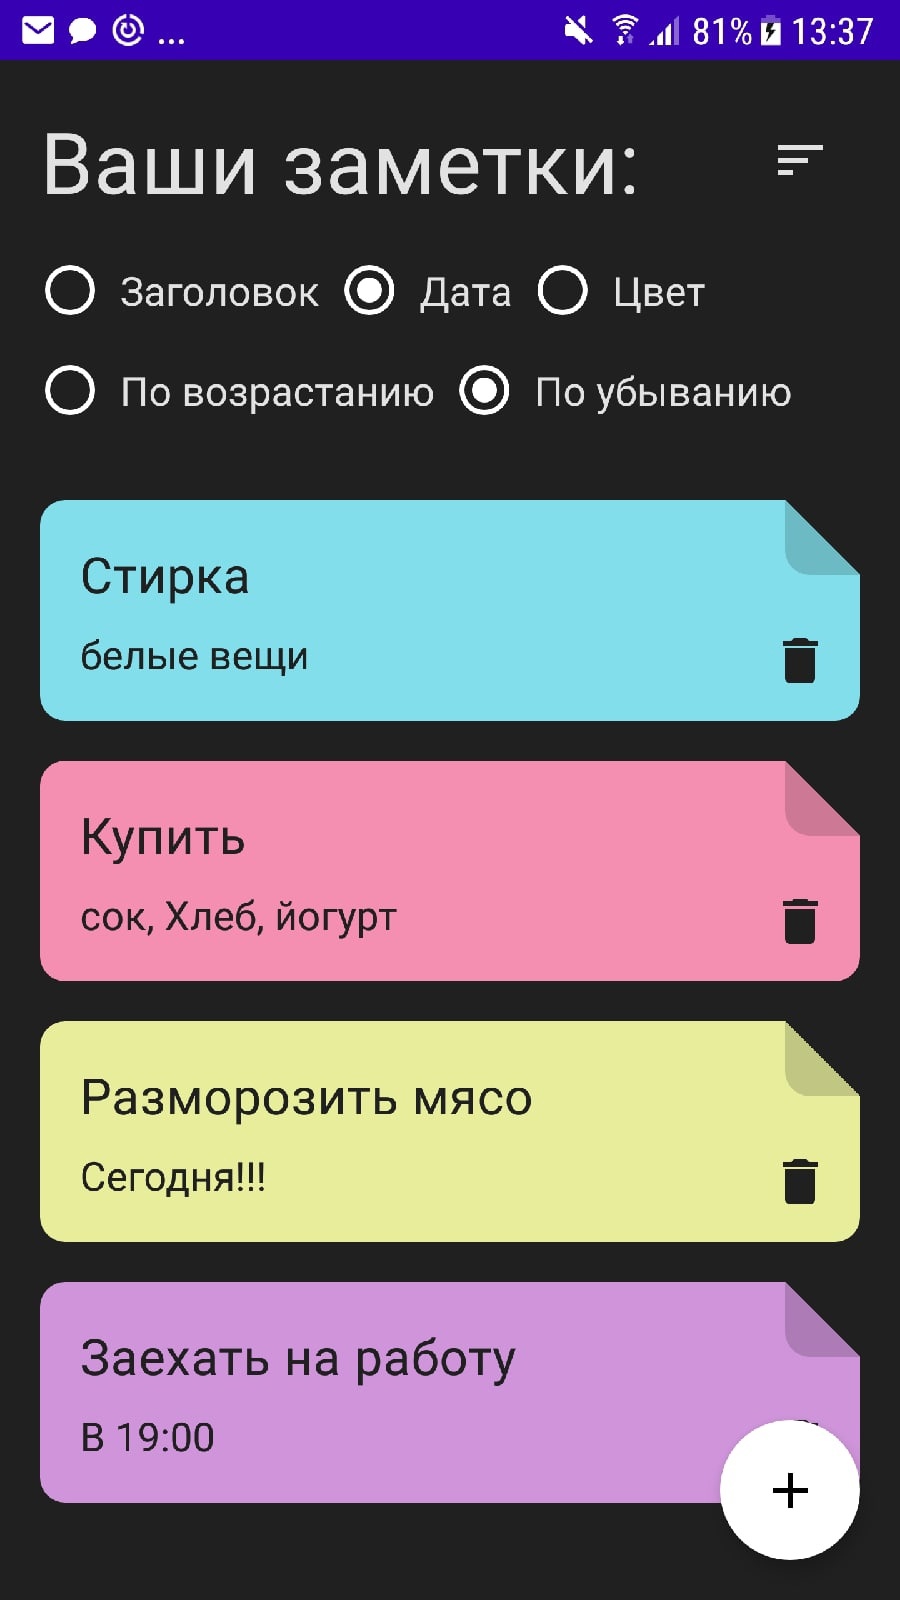 ... 81% 13:37
Ваши заметки:
Заголовок Дата Цвет
По возрастанию По убыванию
Стирка
белые вещи
Купить
сок, Хлеб, йогурт
Разморозить мясо
Сегодня!!!
Заехать на работу
В 19:00
+